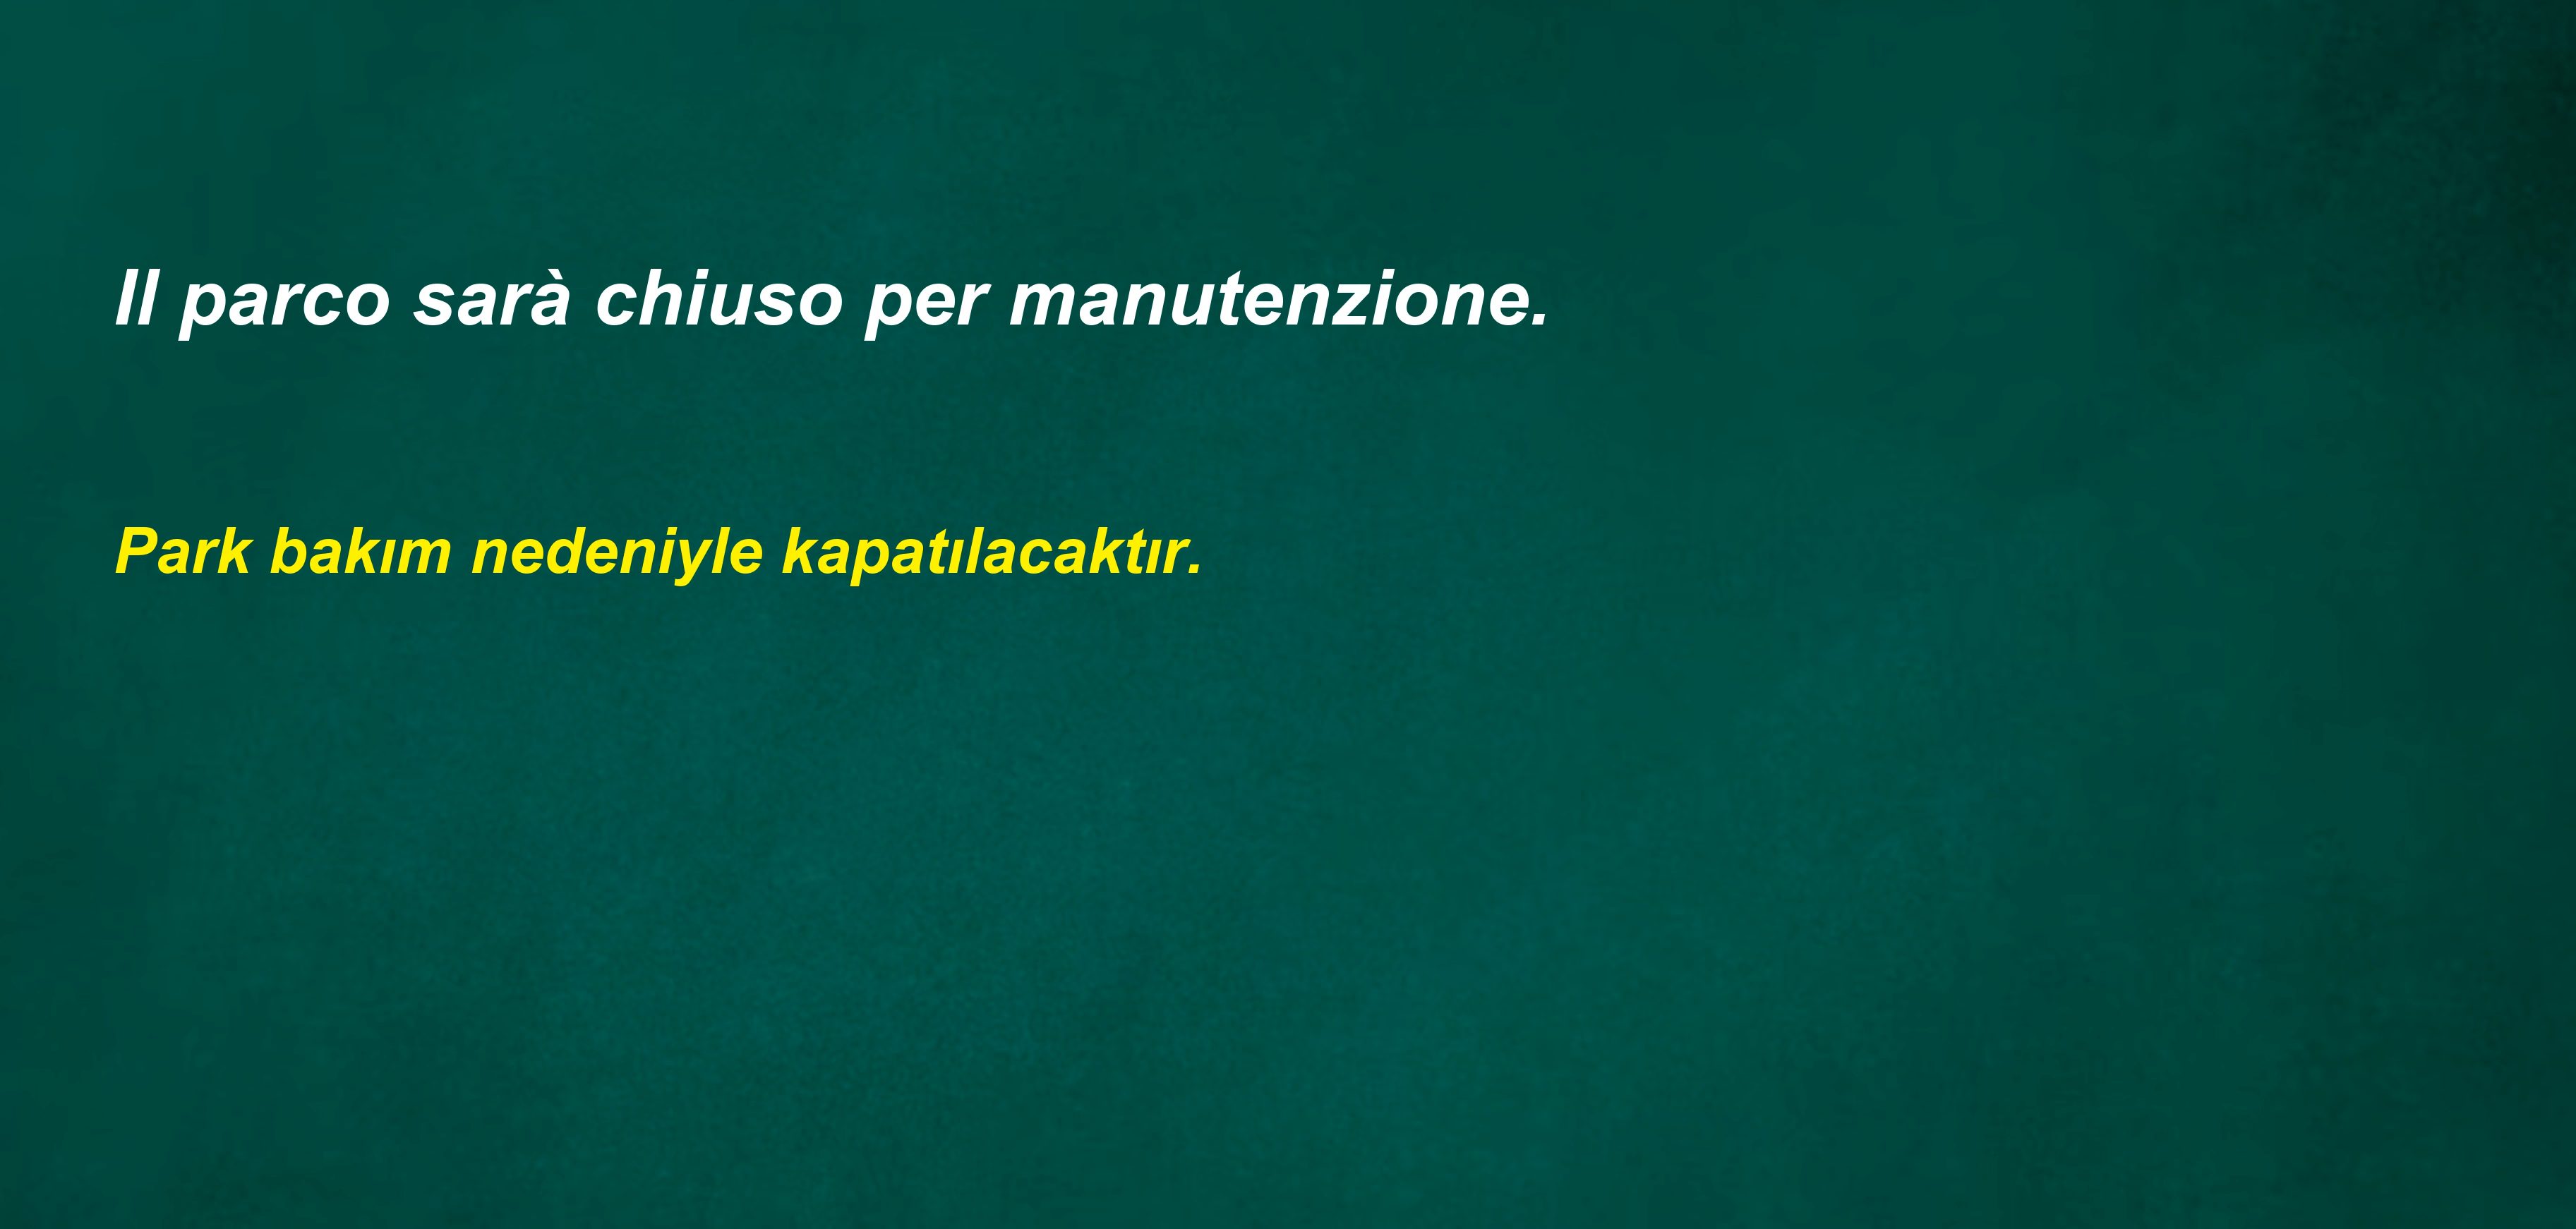 Il parco sarà chiuso per manutenzione.
Park bakım nedeniyle kapatılacaktır.